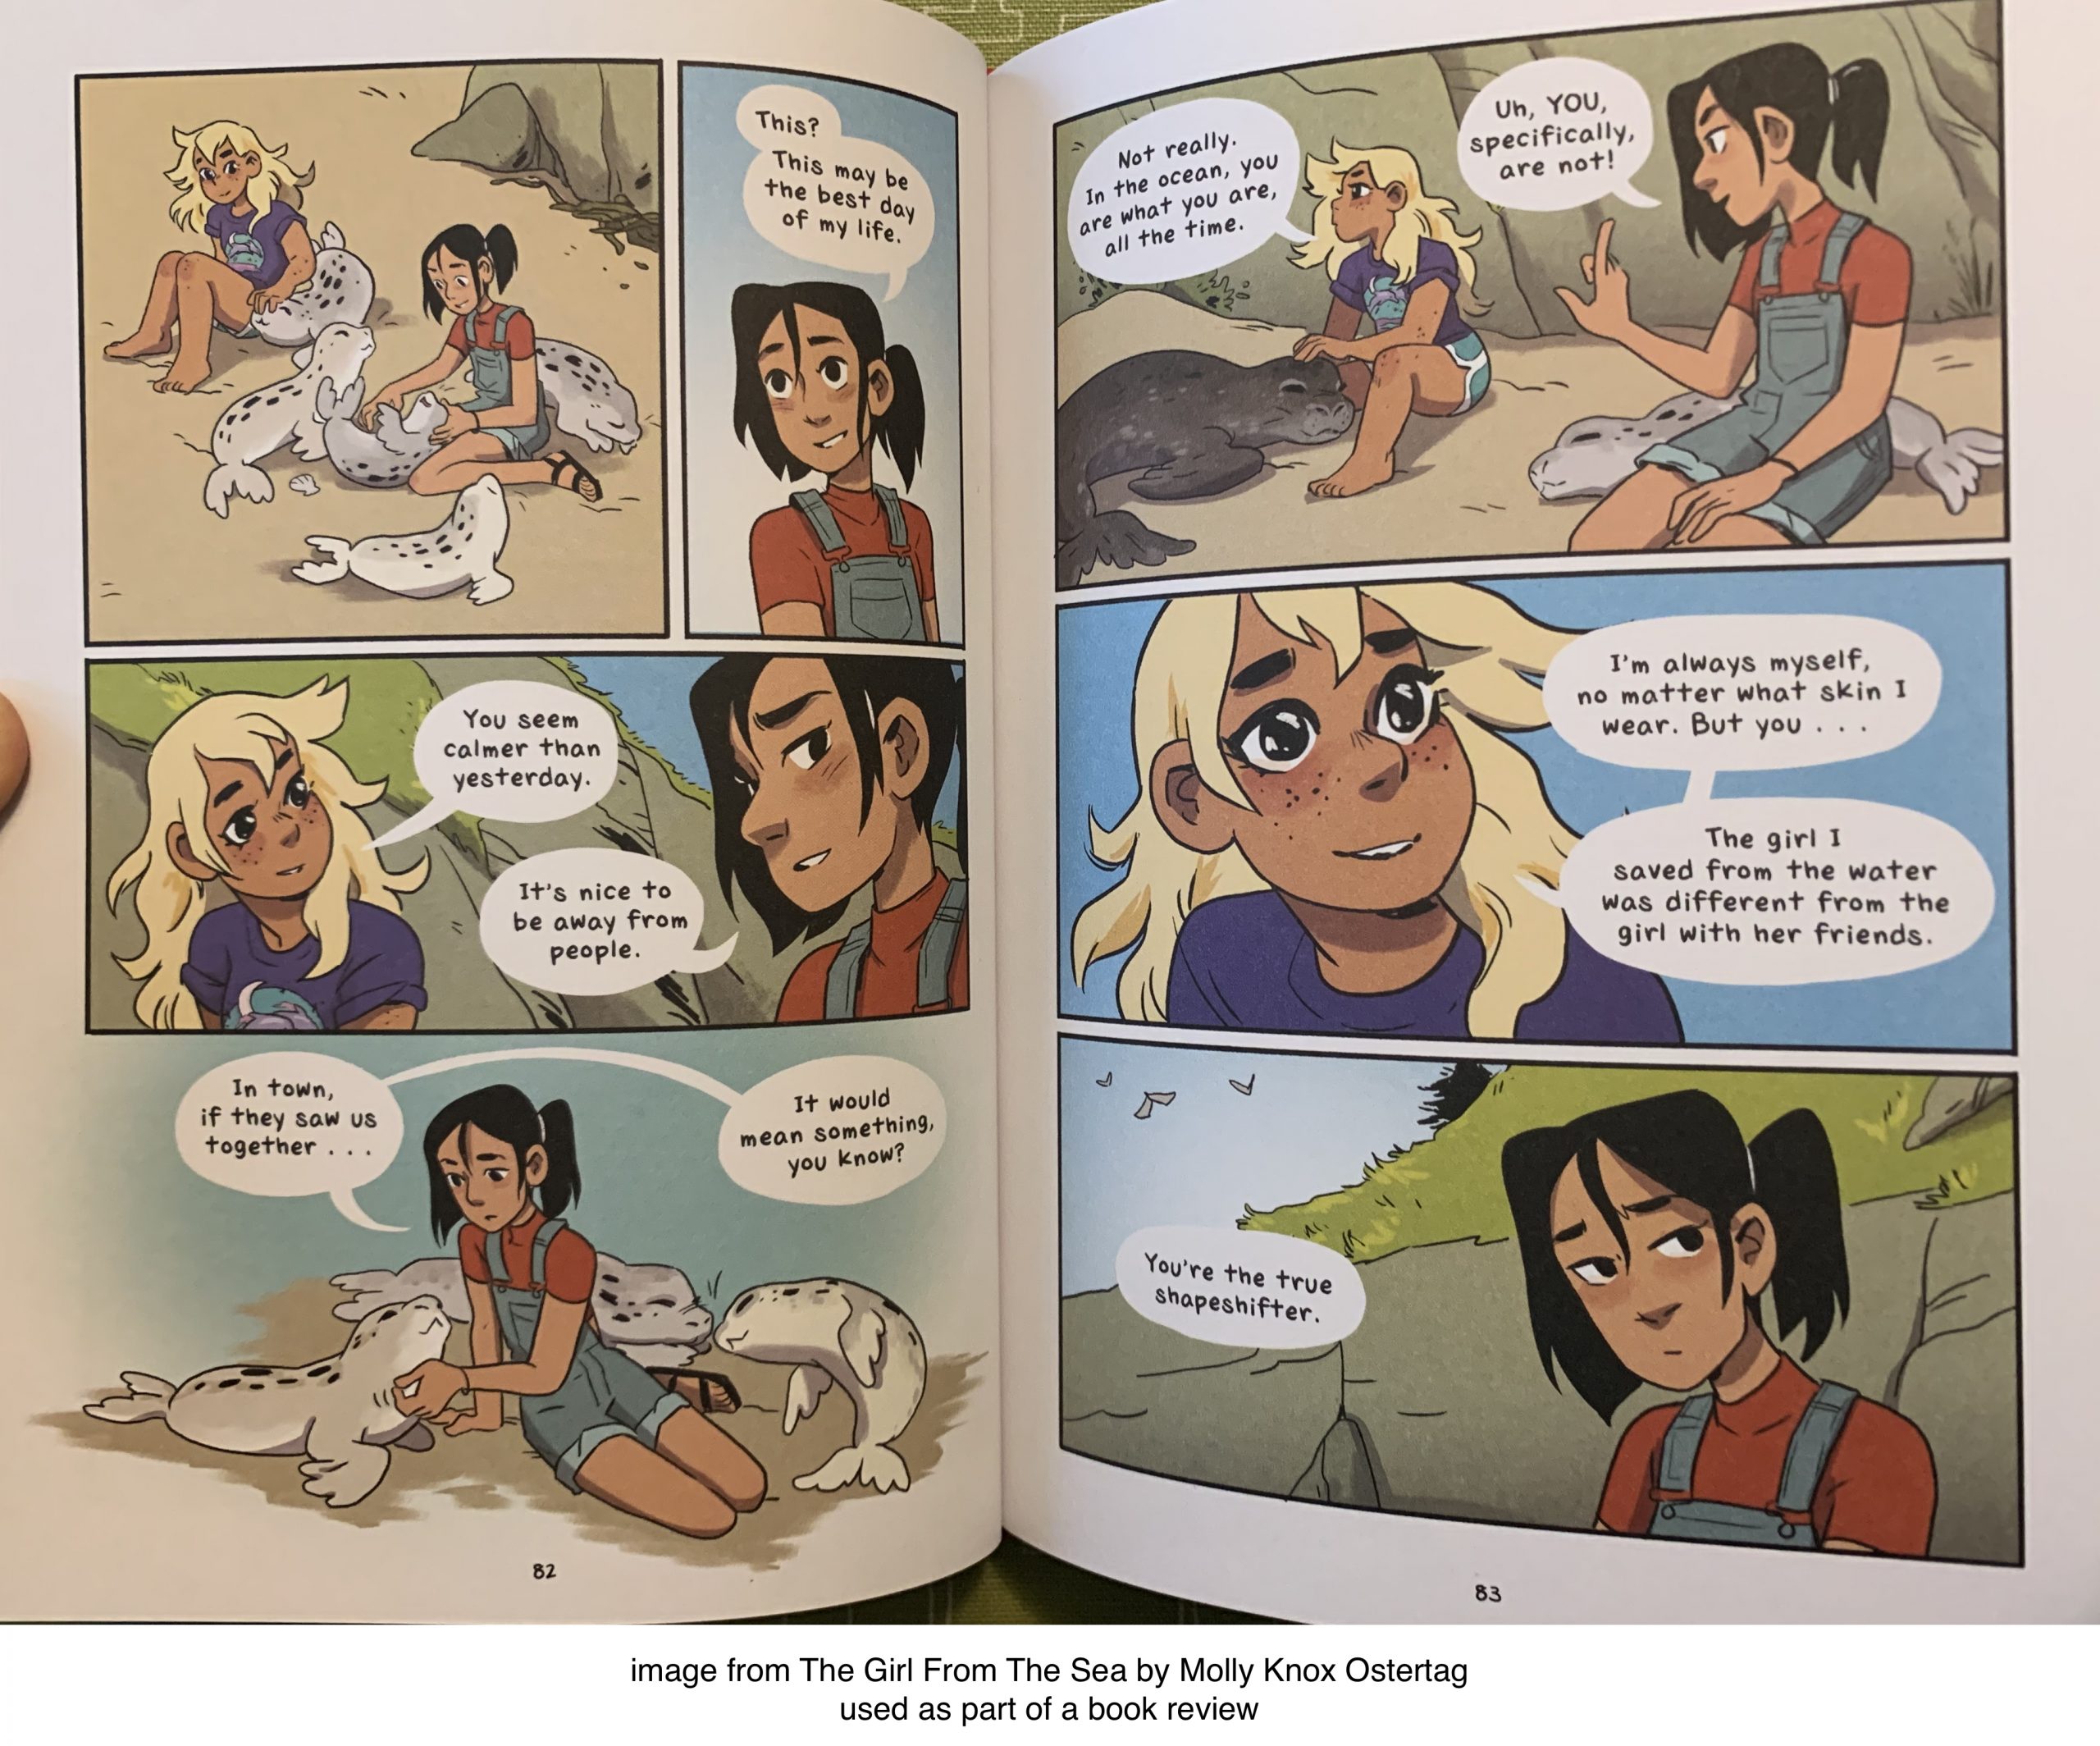 This?
This may be
the best day
of my life.
You seem
calmer than
yesterday.
It's nice to
be away from
people.
In town,
if they saw us
together . . .
It would
mean something,
you know?
82
Not really.
In the ocean, you
are what you are,
all the time.
Uh, YOU,
specifically,
are not!
I'm always myself,
no matter what skin I
wear. But you . . .
The girl I
saved from the water
was different from the
girl with her friends.
You're the true
shapeshifter.
83
image from The Girl From The Sea by Molly Knox Ostertag
used as part of a book review